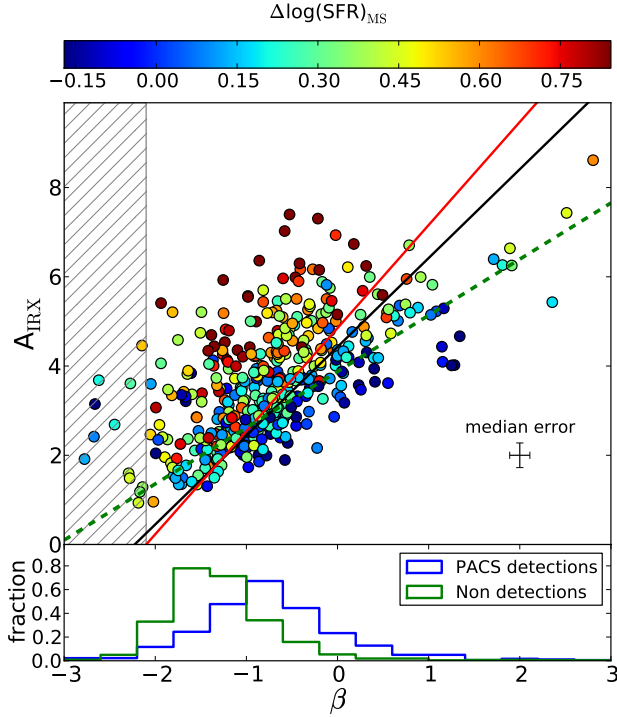 Δlog(SFR)MS
−0.15 0.00 0.15 0.30 0.45 0.60 0.75
8
6
4
2
0
AIRX
median error
0.8
0.6
0.4
0.2
0.0
fraction
PACS detections
Non detections
−3 −2 −1 0 1 2 3
β